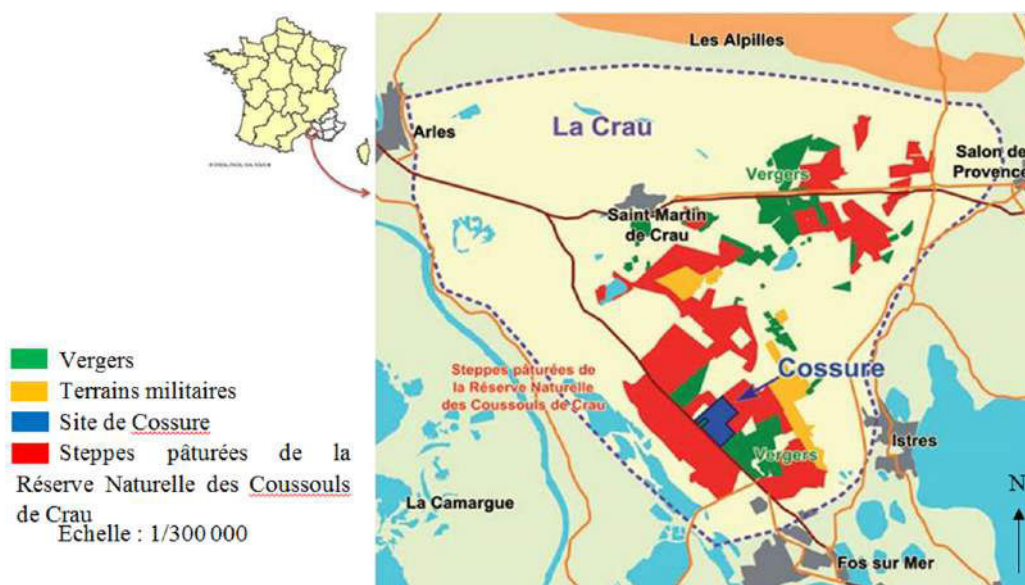 Les Alpilles
La Crau
Arles
Vergers
Salon de
Provence
Saint-Martin
de Crau
Steppes pâturées de
la Réserve Naturelle
des Coussouls de Crau
Cossure
Vergers
Istres
La Camargue
Fos sur Mer
N
Vergers
Terrains militaires
Site de Cossure
Steppes pâturées de la
Réserve Naturelle des Coussouls
de Crau
Echelle : 1/300 000